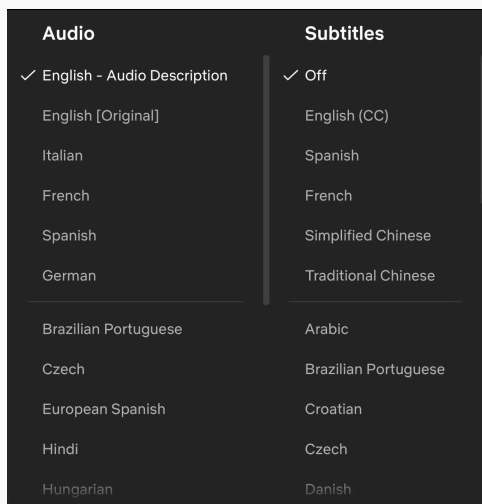 Audio
English - Audio Description
English [Original]
Italian
French
Spanish
German
Brazilian Portuguese
Czech
European Spanish
Hindi
Hungarian
Subtitles
Off
English (CC)
Spanish
French
Simplified Chinese
Traditional Chinese
Arabic
Brazilian Portuguese
Croatian
Czech
Danish